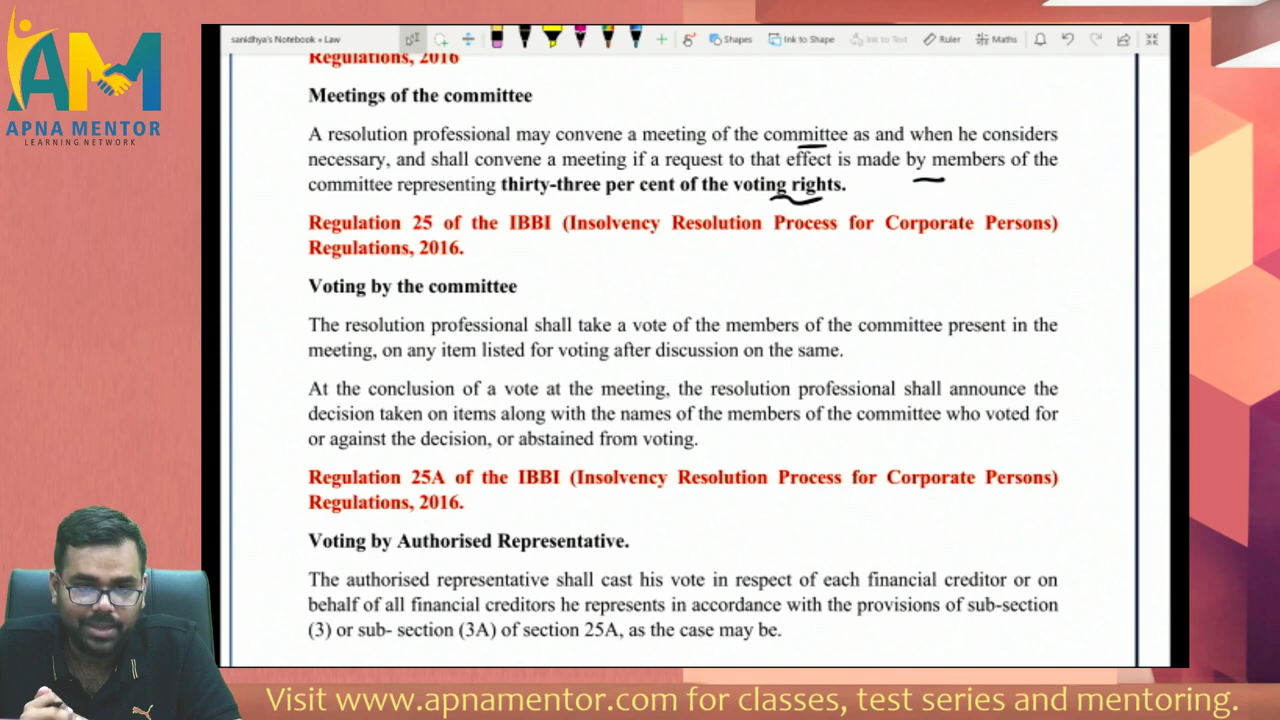 AM
APNA MENTOR
LEARNING NETWORK
sanidhya's Notebook » Law
Shapes
Ink to Shape
Ink to Text
Ruler
Maths
Regulations, 2016
Meetings of the committee
A resolution professional may convene a meeting of the committee as and when he considers
necessary, and shall convene a meeting if a request to that effect is made by members of the
committee representing thirty-three per cent of the voting rights.
Regulation 25 of the IBBI (Insolvency Resolution Process for Corporate Persons)
Regulations, 2016.
Voting by the committee
The resolution professional shall take a vote of the members of the committee present in the
meeting, on any item listed for voting after discussion on the same.
At the conclusion of a vote at the meeting, the resolution professional shall announce the
decision taken on items along with the names of the members of the committee who voted for
or against the decision, or abstained from voting.
Regulation 25A of the IBBI (Insolvency Resolution Process for Corporate Persons)
Regulations, 2016.
Voting by Authorised Representative.
The authorised representative shall cast his vote in respect of each financial creditor or on
behalf of all financial creditors he represents in accordance with the provisions of sub-section
(3) or sub- section (3A) of section 25A, as the case may be.
Visit www.apnamentor.com for classes, test series and mentoring.